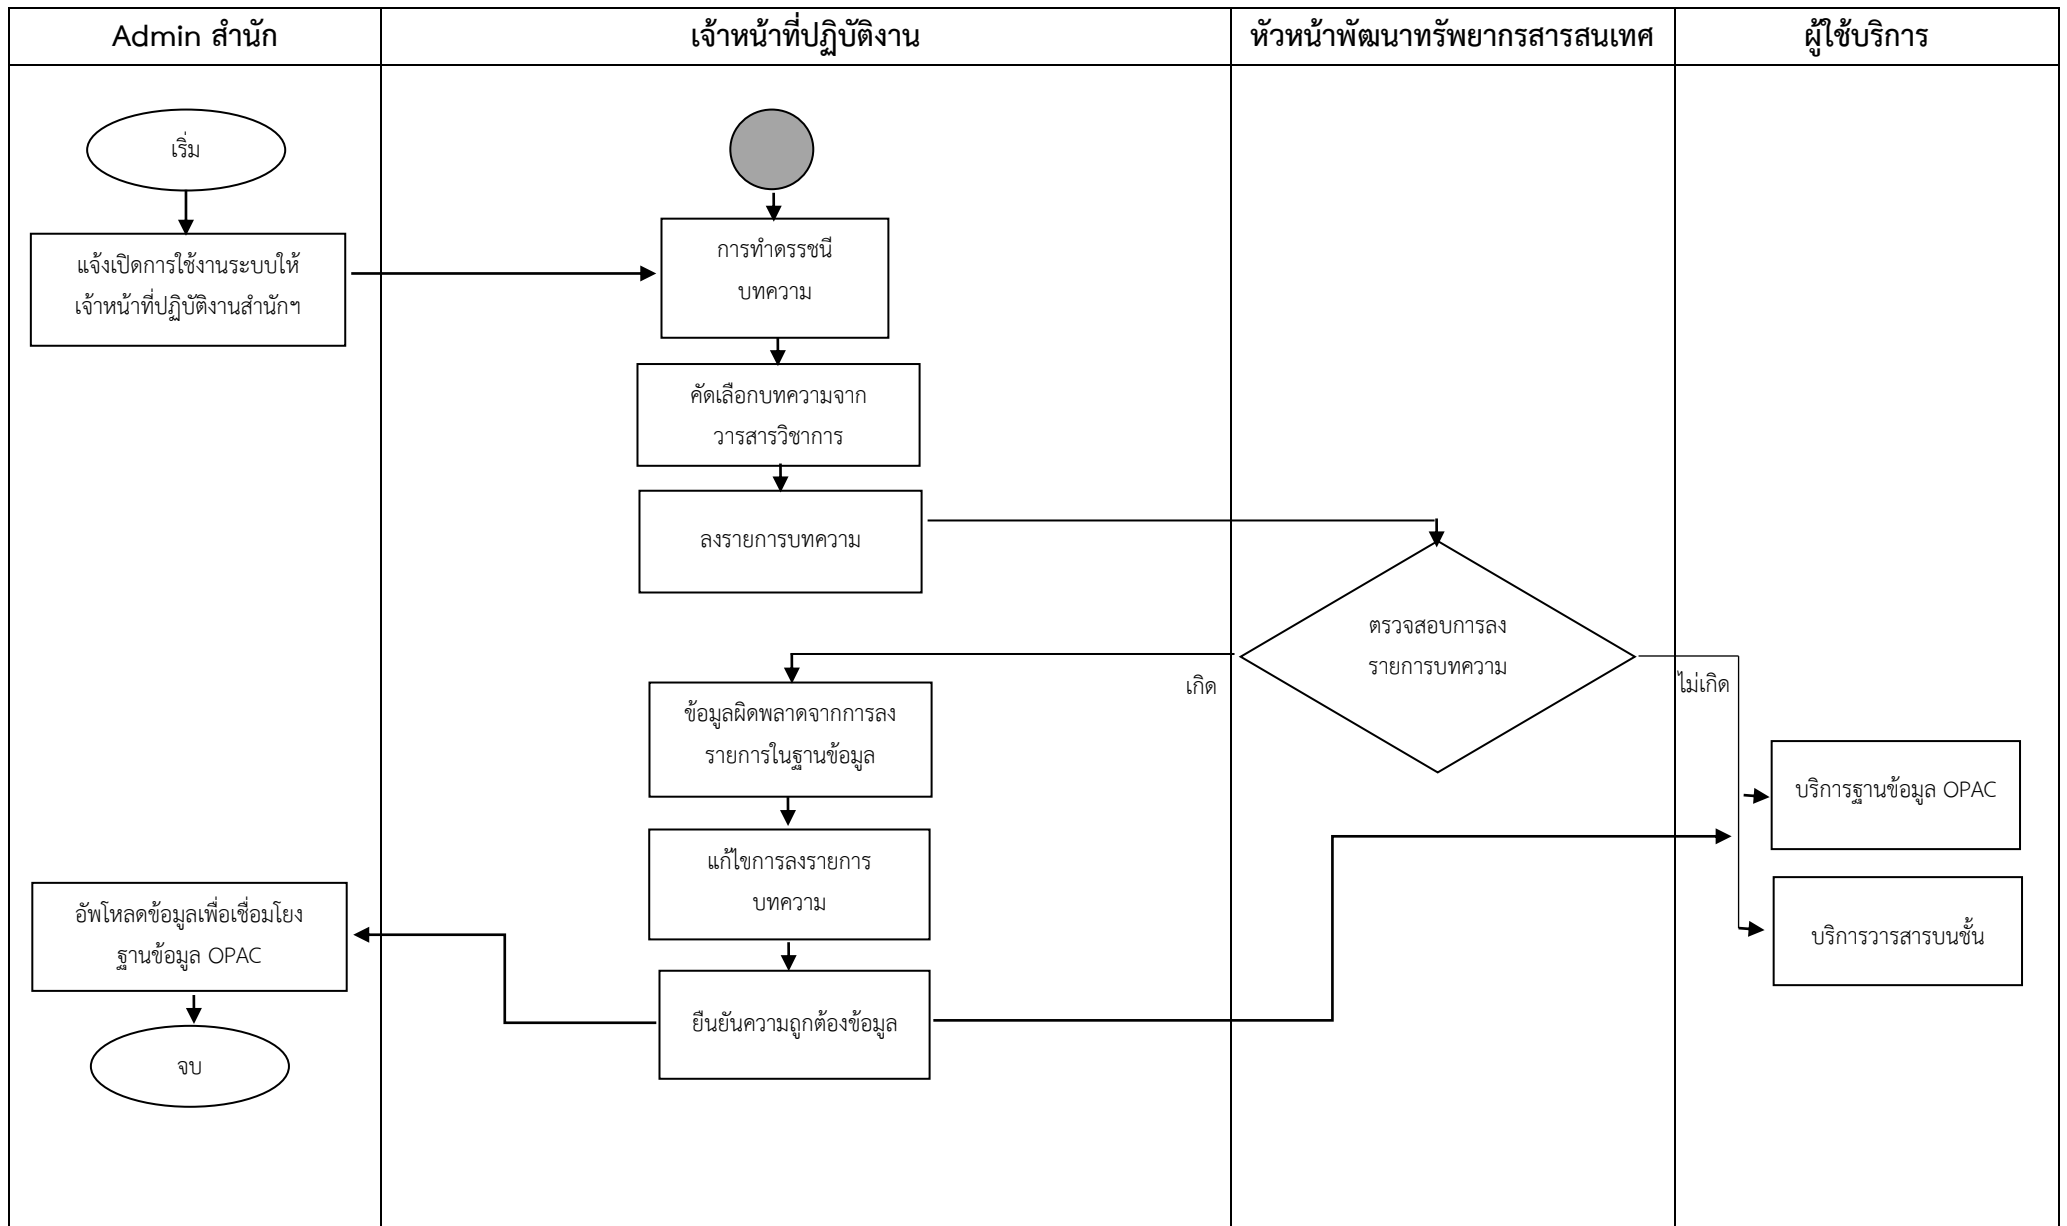 Admin สำนัก
เจ้าหน้าที่ปฏิบัติงาน
หัวหน้าพัฒนาทรัพยากรสารสนเทศ
ผู้ใช้บริการ
เริ่ม
แจ้งเปิดการใช้งานระบบให้
เจ้าหน้าที่ปฏิบัติงานสำนักฯ
การทำดรรชนี
บทความ
คัดเลือกบทความจาก
วารสารวิชาการ
ลงรายการบทความ
ตรวจสอบการลง
รายการบทความ
เกิด
ไม่เกิด
ข้อมูลผิดพลาดจากการลง
รายการในฐานข้อมูล
บริการฐานข้อมูล OPAC
แก้ไขการลงรายการ
บทความ
อัพโหลดข้อมูลเพื่อเชื่อมโยง
ฐานข้อมูล OPAC
บริการวารสารบนชั้น
ยืนยันความถูกต้องข้อมูล
จบ